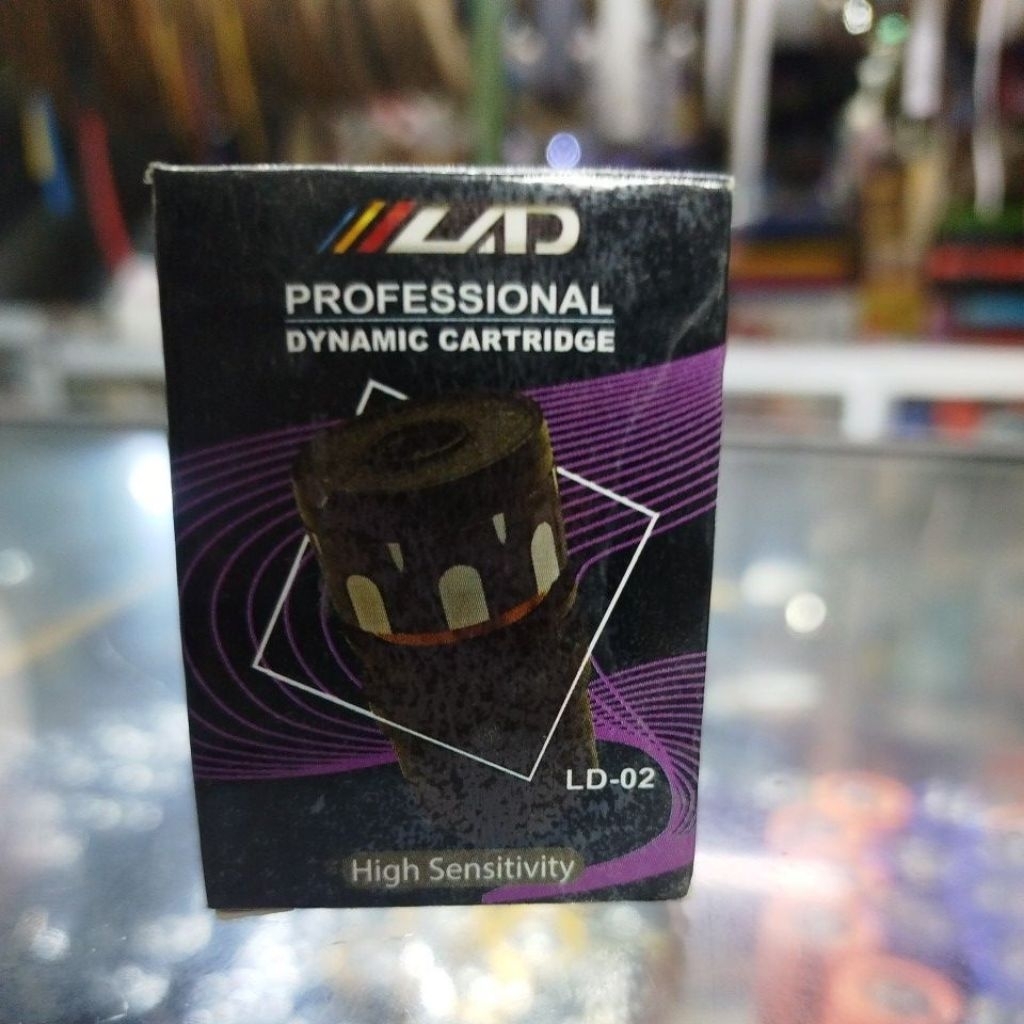 LAD
PROFESSIONAL
DYNAMIC CARTRIDGE
LD-02
High Sensitivity